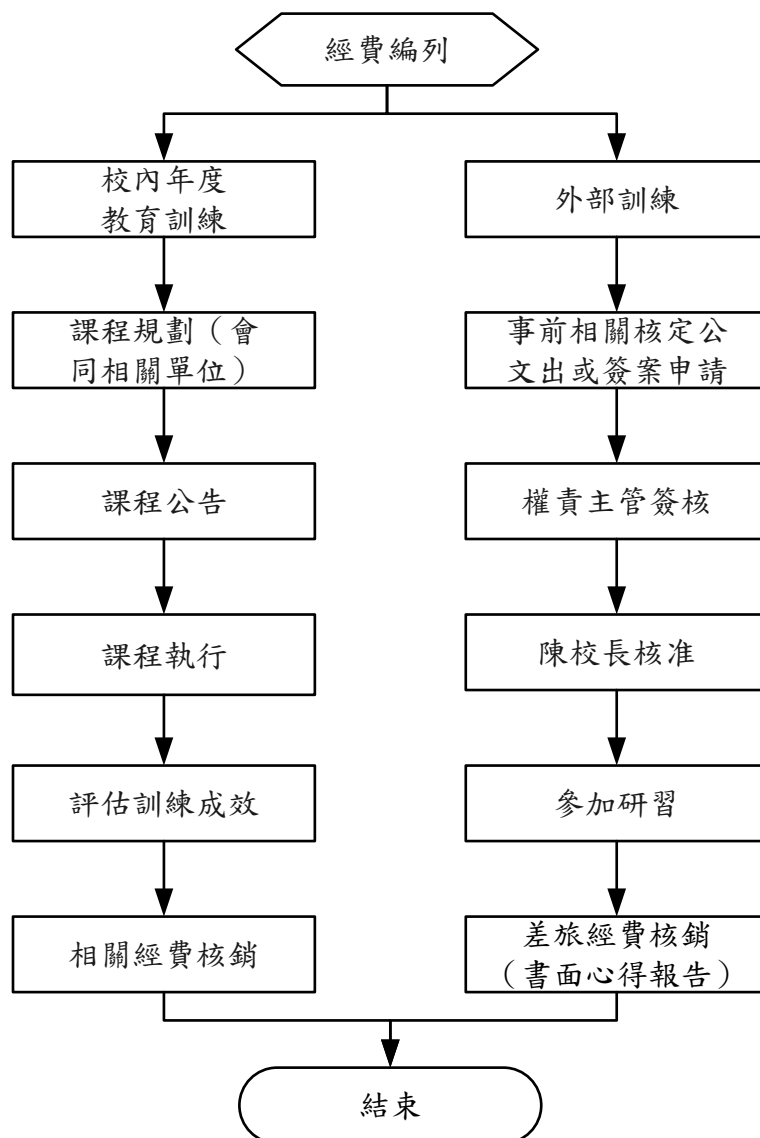 經費編列
校內年度
教育訓練
外部訓練
課程規劃（會
同相關單位）
事前相關核定公
文出或簽案申請
課程公告
權責主管簽核
課程執行
陳校長核准
評估訓練成效
參加研習
相關經費核銷
差旅經費核銷
（書面心得報告）
結束